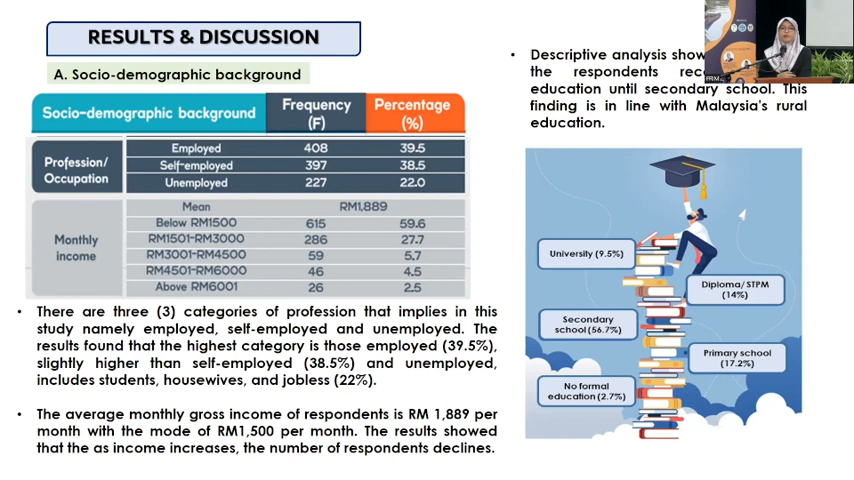 RESULTS & DISCUSSION
A. Socio-demographic background
Socio-demographic background Frequency (F) Percentage (%)
Profession/ Occupation
Employed 408 39.5
Self-employed 397 38.5
Unemployed 227 22.0
Monthly income
Mean RM1,889
Below RM1500 615 59.6
RM1501-RM3000 286 27.7
RM3001-RM4500 59 5.7
RM4501-RM6000 46 4.5
Above RM6001 26 2.5
• There are three (3) categories of profession that implies in this
study namely employed, self-employed and unemployed. The
results found that the highest category is those employed (39.5%),
slightly higher than self-employed (38.5%) and unemployed,
includes students, housewives, and jobless (22%).
• The average monthly gross income of respondents is RM 1,889 per
month with the mode of RM1,500 per month. The results showed
that the as income increases, the number of respondents declines.
• Descriptive analysis show
the respondents rec
education until secondary school. This
finding is in line with Malaysia's rural
education.
University (9.5%)
Diploma/ STPM
(14%)
Secondary
school (56.7%)
Primary school
(17.2%)
No formal
education (2.7%)